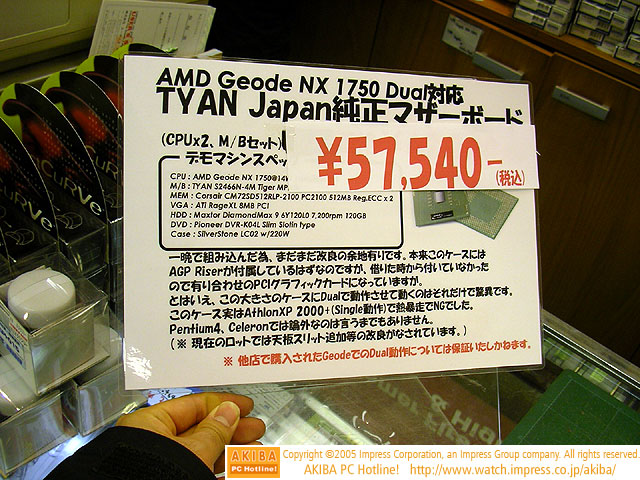 AMD Geode NX 1750 Dual対応
TYAN Japan純正マザーボード
(CPUx2、M/Bセット)
¥57,540-
(税込)
デモマシンスペッ
CPU : AMD Geode NX 1750@14
M/B : TYAN S2466N-4M Tiger MP
MEM : Corsair CM72SD512RLP-2100 PC2100 512MB Reg.ECC x 2
VGA : ATi RageXL 8MB PCI
HDD : Maxtor DiamondMax 9 6Y120L0 7,200rpm 120GB
DVD : Pioneer DVR-K04L Slim Slotin type
Case : SilverStone LC02 w/220W
一晩で組み込んだ為、まだまだ改良の余地有りです。本来このケースには
AGP Riserが付属しているはずなのですが、借りた時から付いていなかった
ので有り合わせのPCIグラフィックカードになっていますが。
とはいえ、この大きさのケースにDualで動作させて動くのはそれだけで驚異です。
このケース実はAthlonXP 2000+(Single動作)で熱暴走でNGでした。
Pentium4、Celeronでは論外なのは言うまでもありません。
(※ 現在のロットでは天板スリット追加等の改良がなされています。)
※ 他店で購入されたGeodeでのDual動作については保証いたしかねます。
CURVe
AKIBA
PC Hotline!
Copyright ©2005 Impress Corporation, an Impress Group company. All rights reserved.
AKIBA PC Hotline! http://www.watch.impress.co.jp/akiba/